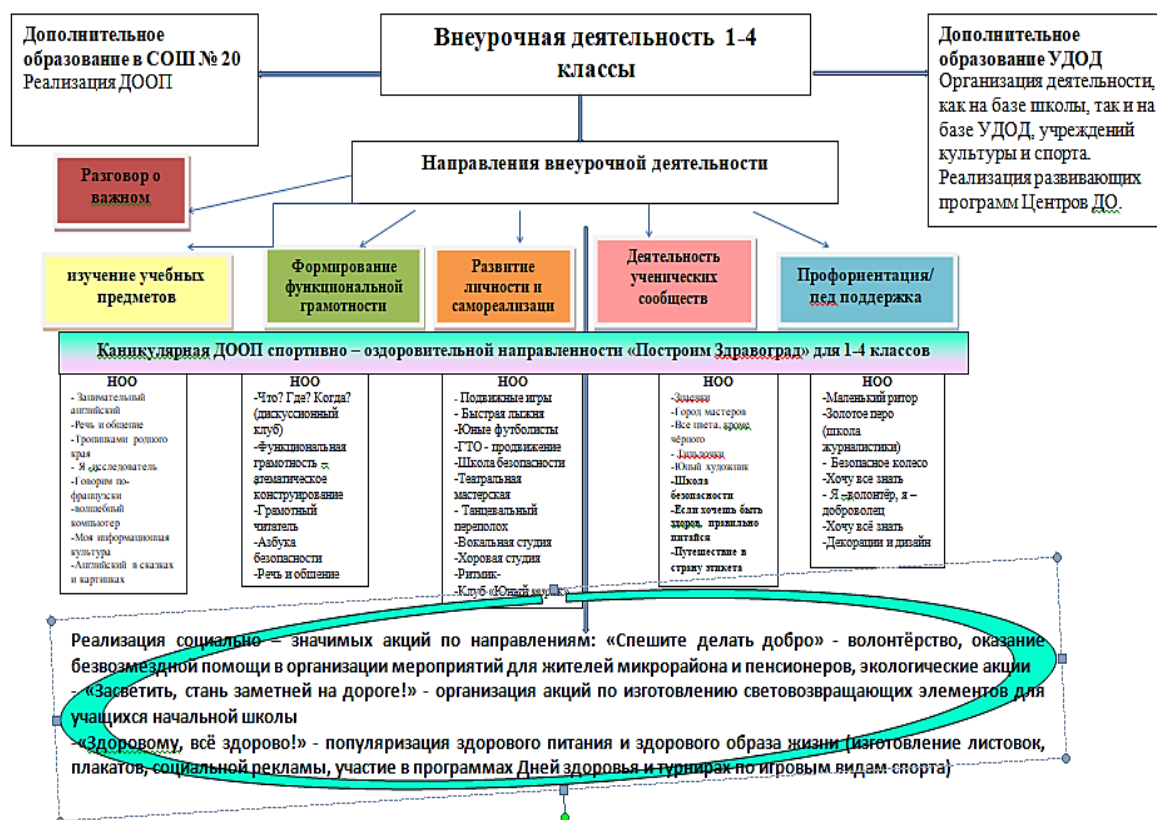 Дополнительное
образование в СОШ № 20
Реализация ДООП
Внеурочная деятельность 1-4
классы
Дополнительное
образование УДОД
Организация деятельности,
как на базе школы, так и на
базе УДОД, учреждений
культуры и спорта.
Реализация развивающих
программ Центров ДО.
Направления внеурочной деятельности
Разговор о
важном
изучение учебных
предметов
Формирование
функциональной
грамотности
Развитие
личности и
самореализаци
Деятельность
ученических
сообществ
Профориентация/
пед поддержка
Каникулярная ДООП спортивно – оздоровительной направленности «Построим Здравоград» для 1-4 классов
НОО
- Занимательный
английский
-Речь и общение
-Тропинками родного
края
- Я исследователь
-Говорим по-
французски
-волшебный
компьютер
-Моя информационная
культура
-Английский в сказках
и картинках
НОО
-Что? Где? Когда?
(дискуссионный
клуб)
-Функциональная
грамотность –
атематическое
конструирование
-Грамотный
читатель
-Азбука
безопасности
-Речь и общение
НОО
- Подвижные игры
- Быстрая лыжня
-Юные футболисты
-ГТО - продвижение
-Школа безопасности
-Театральная
мастерская
- Танцевальный
переполох
-Вокальная студия
-Хоровая студия
-Ритмик-
-Клуб «Юный
НОО
-Город мастеров
-Все цвета, кроме
чёрного
-Юный художник
-Школа
безопасности
-Если хочешь быть
здоров, правильно
питайся
-Путешествие в
страну этикета
НОО
-Маленький ритор
-Золотое перо
(школа
журналистики)
- Безопасное колесо
-Хочу все знать
- Я –волонтёр, я –
доброволец
-Хочу всё знать
-Декорации и дизайн
Реализация социально – значимых акций по направлениям: «Спешите делать добро» - волонтёрство, оказание
безвозмездной помощи в организации мероприятий для жителей микрорайона и пенсионеров, экологические акции
- «Засветить, стань заметней на дороге!» - организация акций по изготовлению световозвращающих элементов для
учащихся начальной школы
-«Здоровому, всё здорово!» - популяризация здорового питания и здорового образа жизни (изготовление листовок,
плакатов, социальной рекламы, участие в программах Дней здоровья и турнирах по игровым видам спорта)